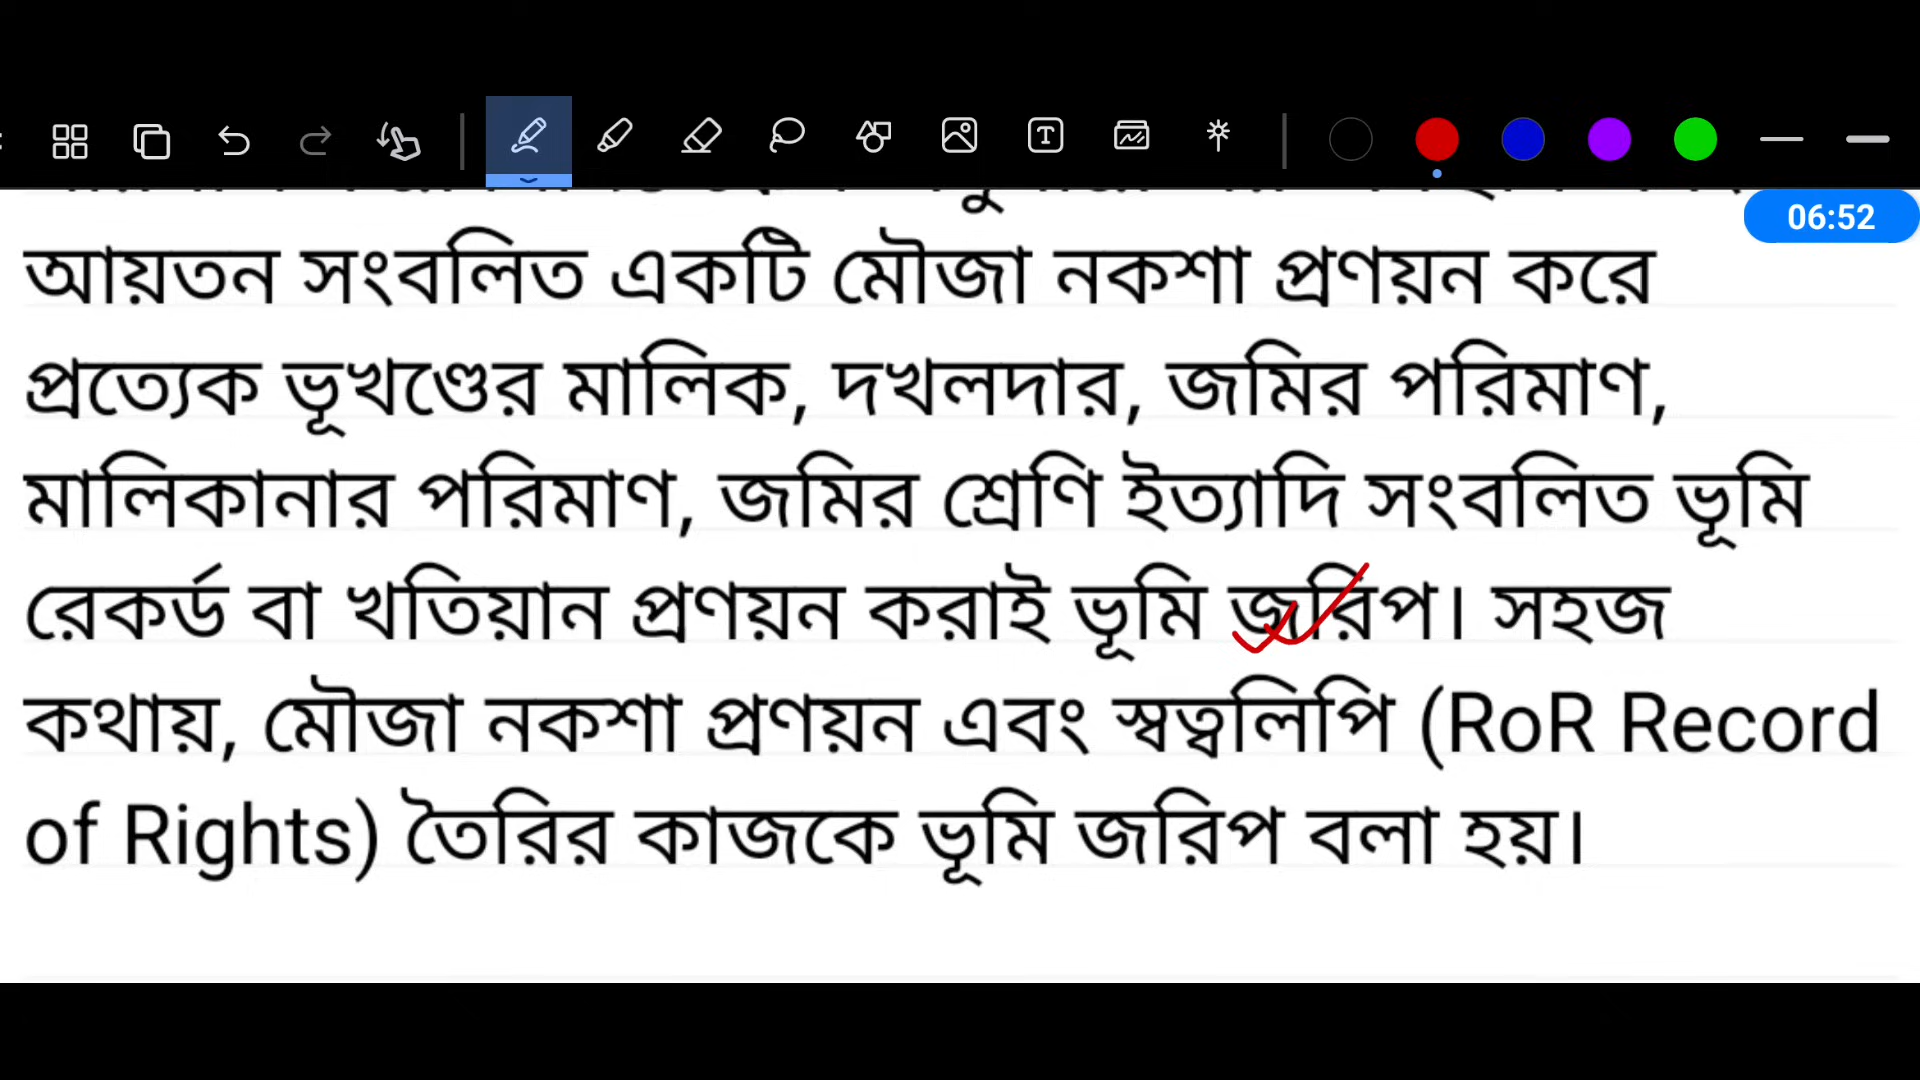 06:52
আয়তন সংবলিত একটি মৌজা নকশা প্রণয়ন করে
প্রত্যেক ভূখণ্ডের মালিক, দখলদার, জমির পরিমাণ,
মালিকানার পরিমাণ, জমির শ্রেণি ইত্যাদি সংবলিত ভূমি
রেকর্ড বা খতিয়ান প্রণয়ন করাই ভূমি জরিপ। সহজ
কথায়, মৌজা নকশা প্রণয়ন এবং স্বত্বলিপি (RoR Record
of Rights) তৈরির কাজকে ভূমি জরিপ বলা হয়।